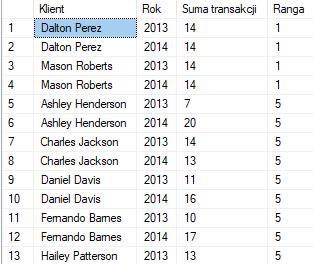 Klient Rok Suma transakcji Ranga
1 Dalton Perez 2013 14 1
2 Dalton Perez 2014 14 1
3 Mason Roberts 2013 14 1
4 Mason Roberts 2014 14 1
5 Ashley Henderson 2013 7 5
6 Ashley Henderson 2014 20 5
7 Charles Jackson 2013 14 5
8 Charles Jackson 2014 13 5
9 Daniel Davis 2013 11 5
10 Daniel Davis 2014 16 5
11 Fernando Barnes 2013 10 5
12 Fernando Barnes 2014 17 5
13 Hailey Patterson 2013 13 5